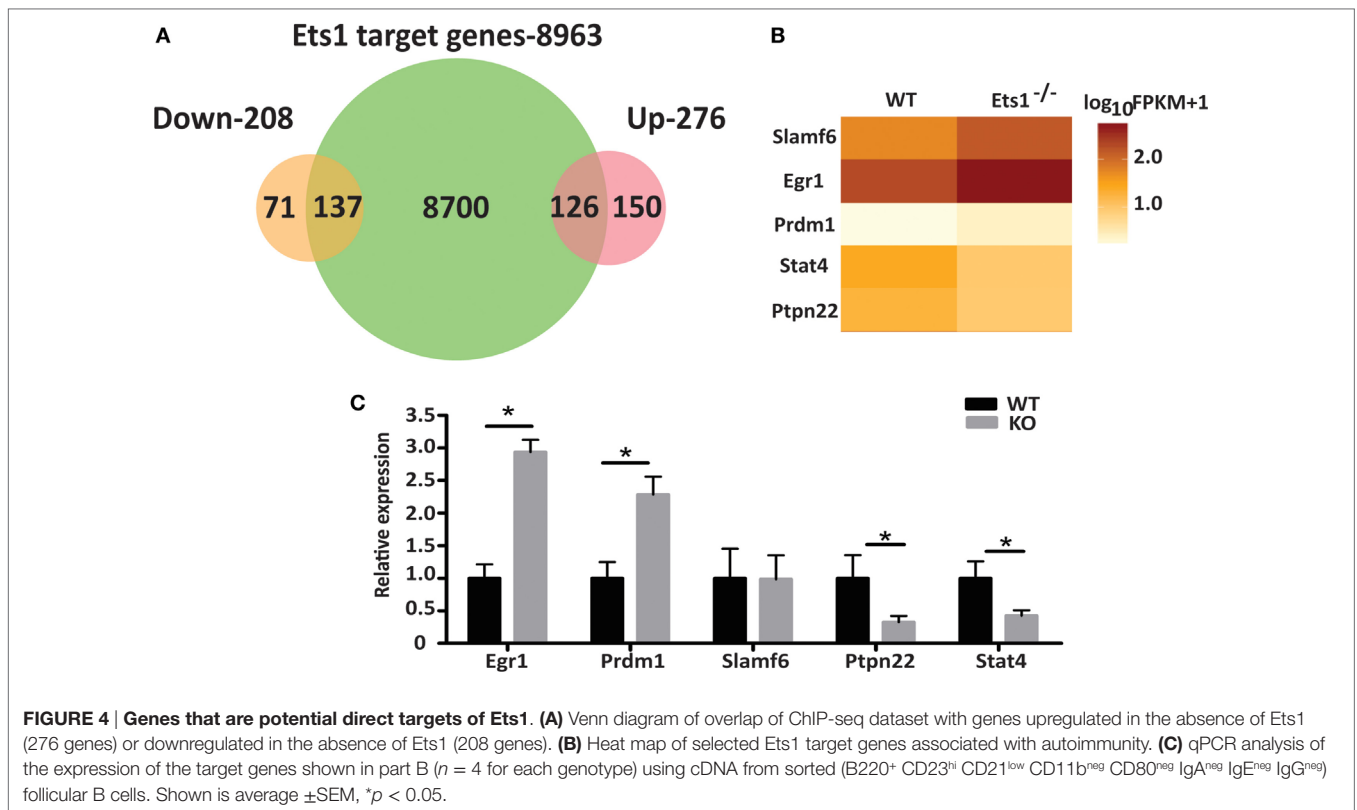 A
Ets1 target genes-8963
Down-208
Up-276
71
137
8700
126
150
B
WT
Ets1 -/-
log10FPKM+1
Slamf6
Egr1
Prdm1
Stat4
Ptpn22
2.0
1.0
C
WT
KO
Relative expression
3.5
3.0
2.5
2.0
1.5
1.0
0.5
0
*
*
*
*
Egr1
Prdm1
Slamf6
Ptpn22
Stat4
FIGURE 4 | Genes that are potential direct targets of Ets1. (A) Venn diagram of overlap of ChIP-seq dataset with genes upregulated in the absence of Ets1
(276 genes) or downregulated in the absence of Ets1 (208 genes). (B) Heat map of selected Ets1 target genes associated with autoimmunity. (C) qPCR analysis of
the expression of the target genes shown in part B (n = 4 for each genotype) using cDNA from sorted (B220+ CD23hi CD21low CD11bneg CD80neg IgAneg IgEneg IgGneg)
follicular B cells. Shown is average ±SEM, *p < 0.05.